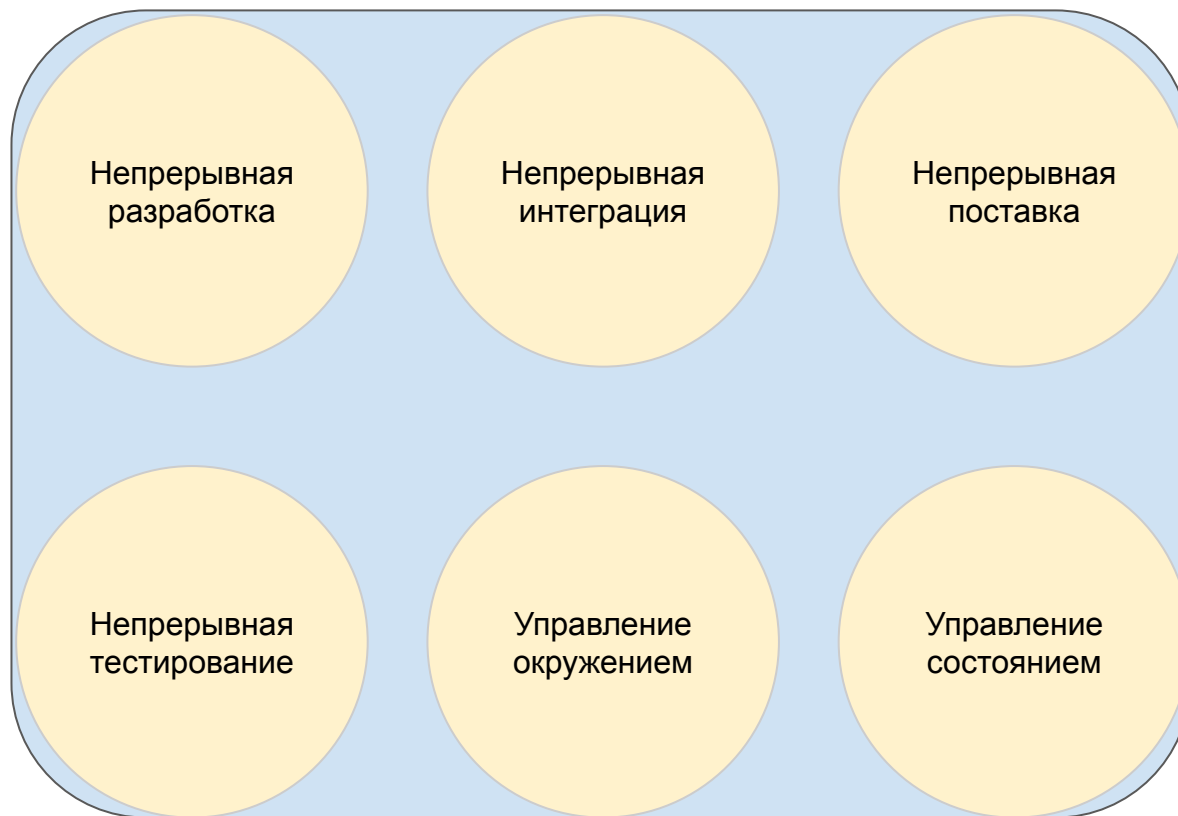 Непрерывная
разработка
Непрерывная
интеграция
Непрерывная
поставка
Непрерывная
тестирование
Управление
окружением
Управление
состоянием